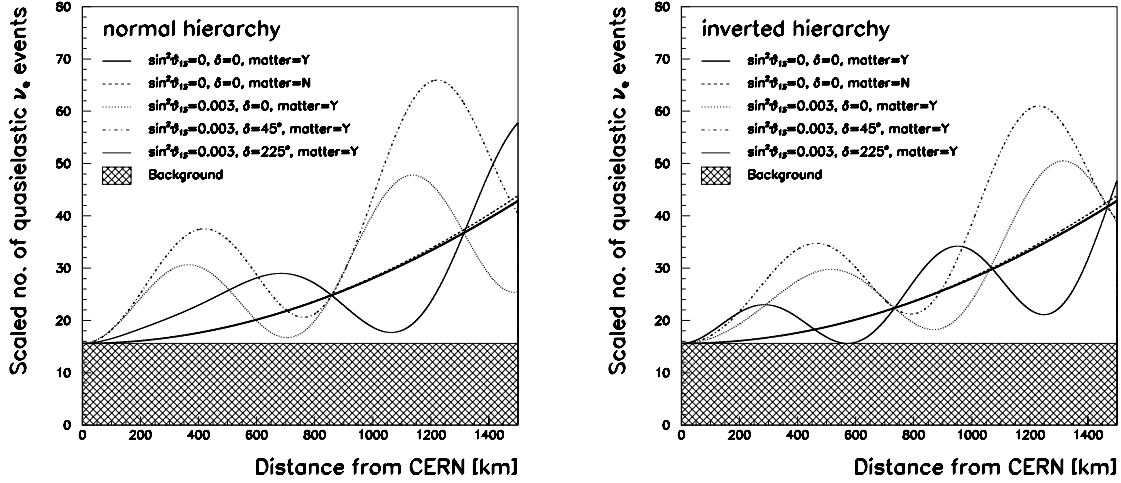 normal hierarchy
sin²ϑ₁₃=0, δ=0, matter=Y
sin²ϑ₁₃=0, δ=0, matter=N
sin²ϑ₁₃=0.003, δ=0, matter=Y
sin²ϑ₁₃=0.003, δ=45°, matter=Y
sin²ϑ₁₃=0.003, δ=225°, matter=Y
Background
Scaled no. of quasielastic νₑ events
80
70
60
50
40
30
20
10
0
0 200 400 600 800 1000 1200 1400
Distance from CERN [km]
inverted hierarchy
sin²ϑ₁₃=0, δ=0, matter=Y
sin²ϑ₁₃=0, δ=0, matter=N
sin²ϑ₁₃=0.003, δ=0, matter=Y
sin²ϑ₁₃=0.003, δ=45°, matter=Y
sin²ϑ₁₃=0.003, δ=225°, matter=Y
Background
Scaled no. of quasielastic νₑ events
80
70
60
50
40
30
20
10
0
0 200 400 600 800 1000 1200 1400
Distance from CERN [km]